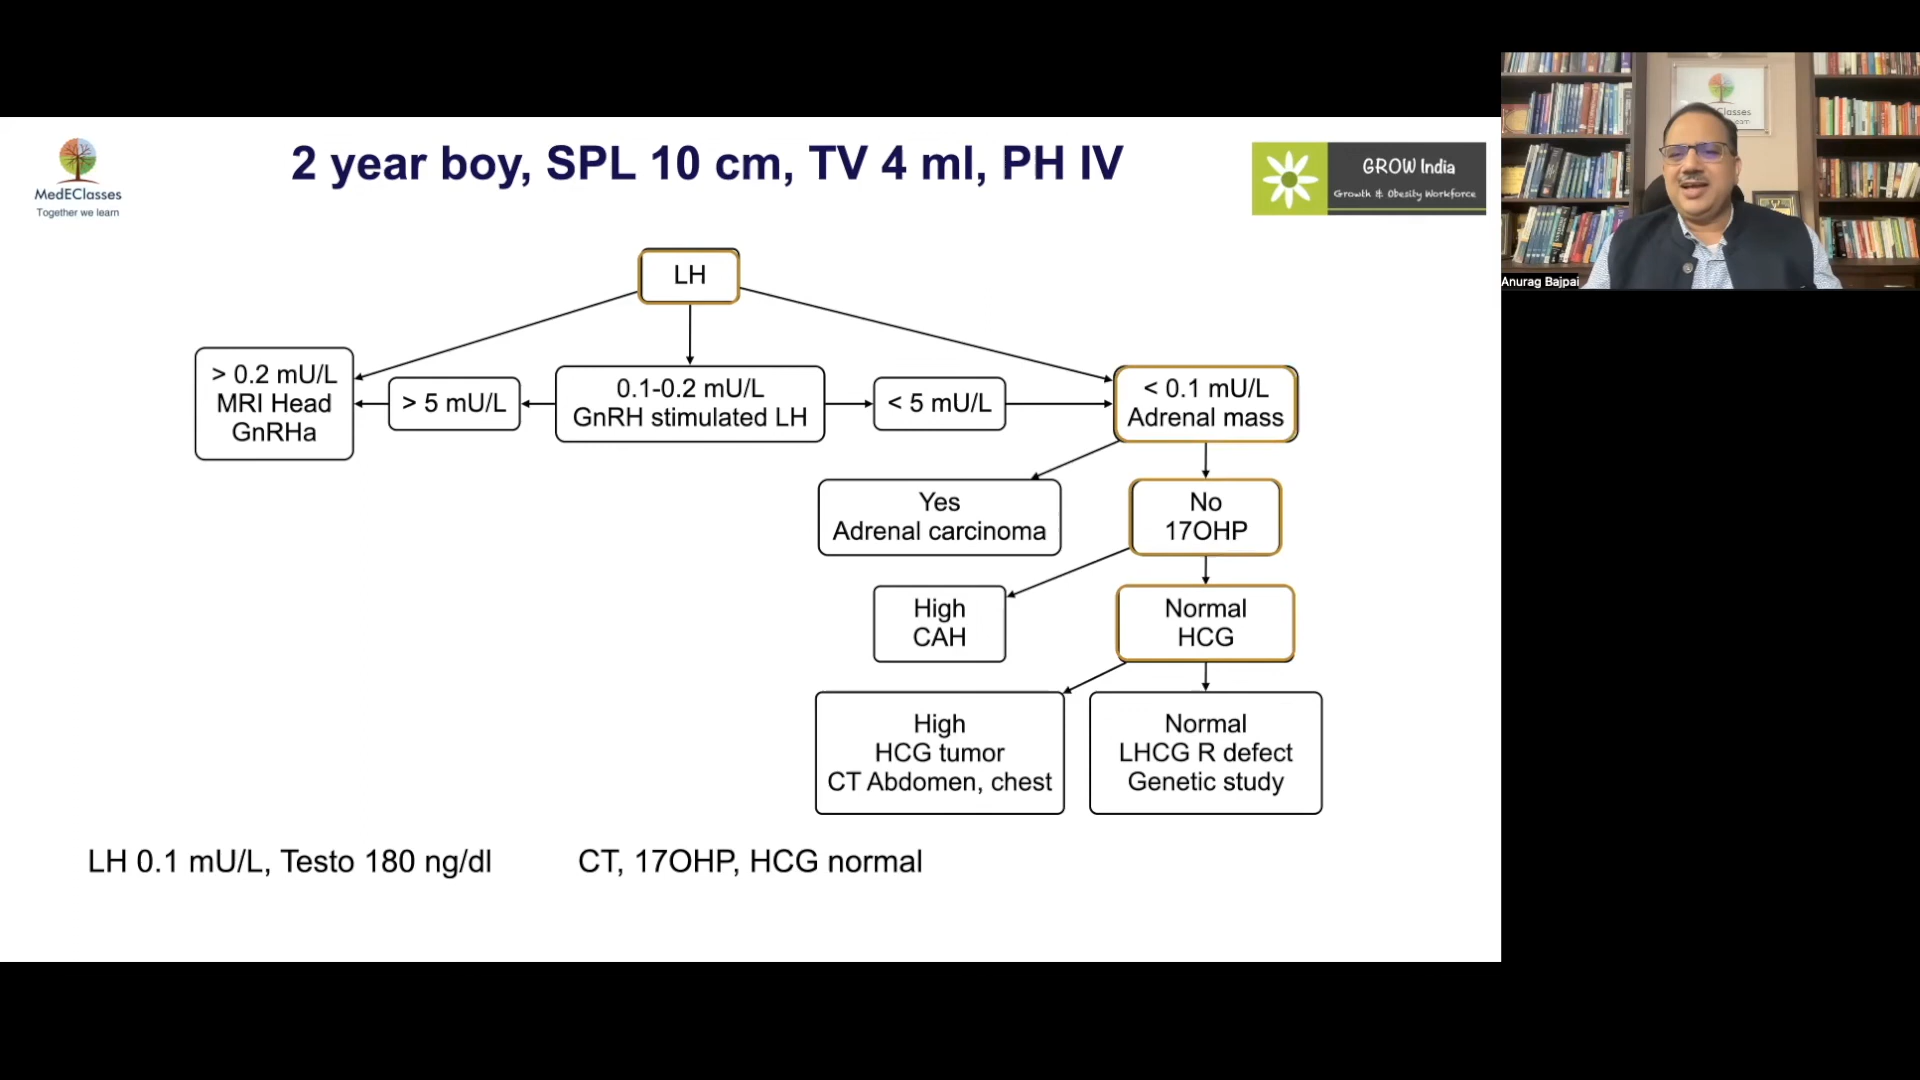 2 year boy, SPL 10 cm, TV 4 ml, PH IV
MedEClasses
Together we learn
GROW India
Growth & Obesity Workforce
LH
> 0.2 mU/L
MRI Head
GnRHa
> 5 mU/L
0.1-0.2 mU/L
GnRH stimulated LH
< 5 mU/L
< 0.1 mU/L
Adrenal mass
Yes
Adrenal carcinoma
No
17OHP
High
CAH
Normal
HCG
High
HCG tumor
CT Abdomen, chest
Normal
LHCG R defect
Genetic study
LH 0.1 mU/L, Testo 180 ng/dl
CT, 17OHP, HCG normal
Anurag Bajpai